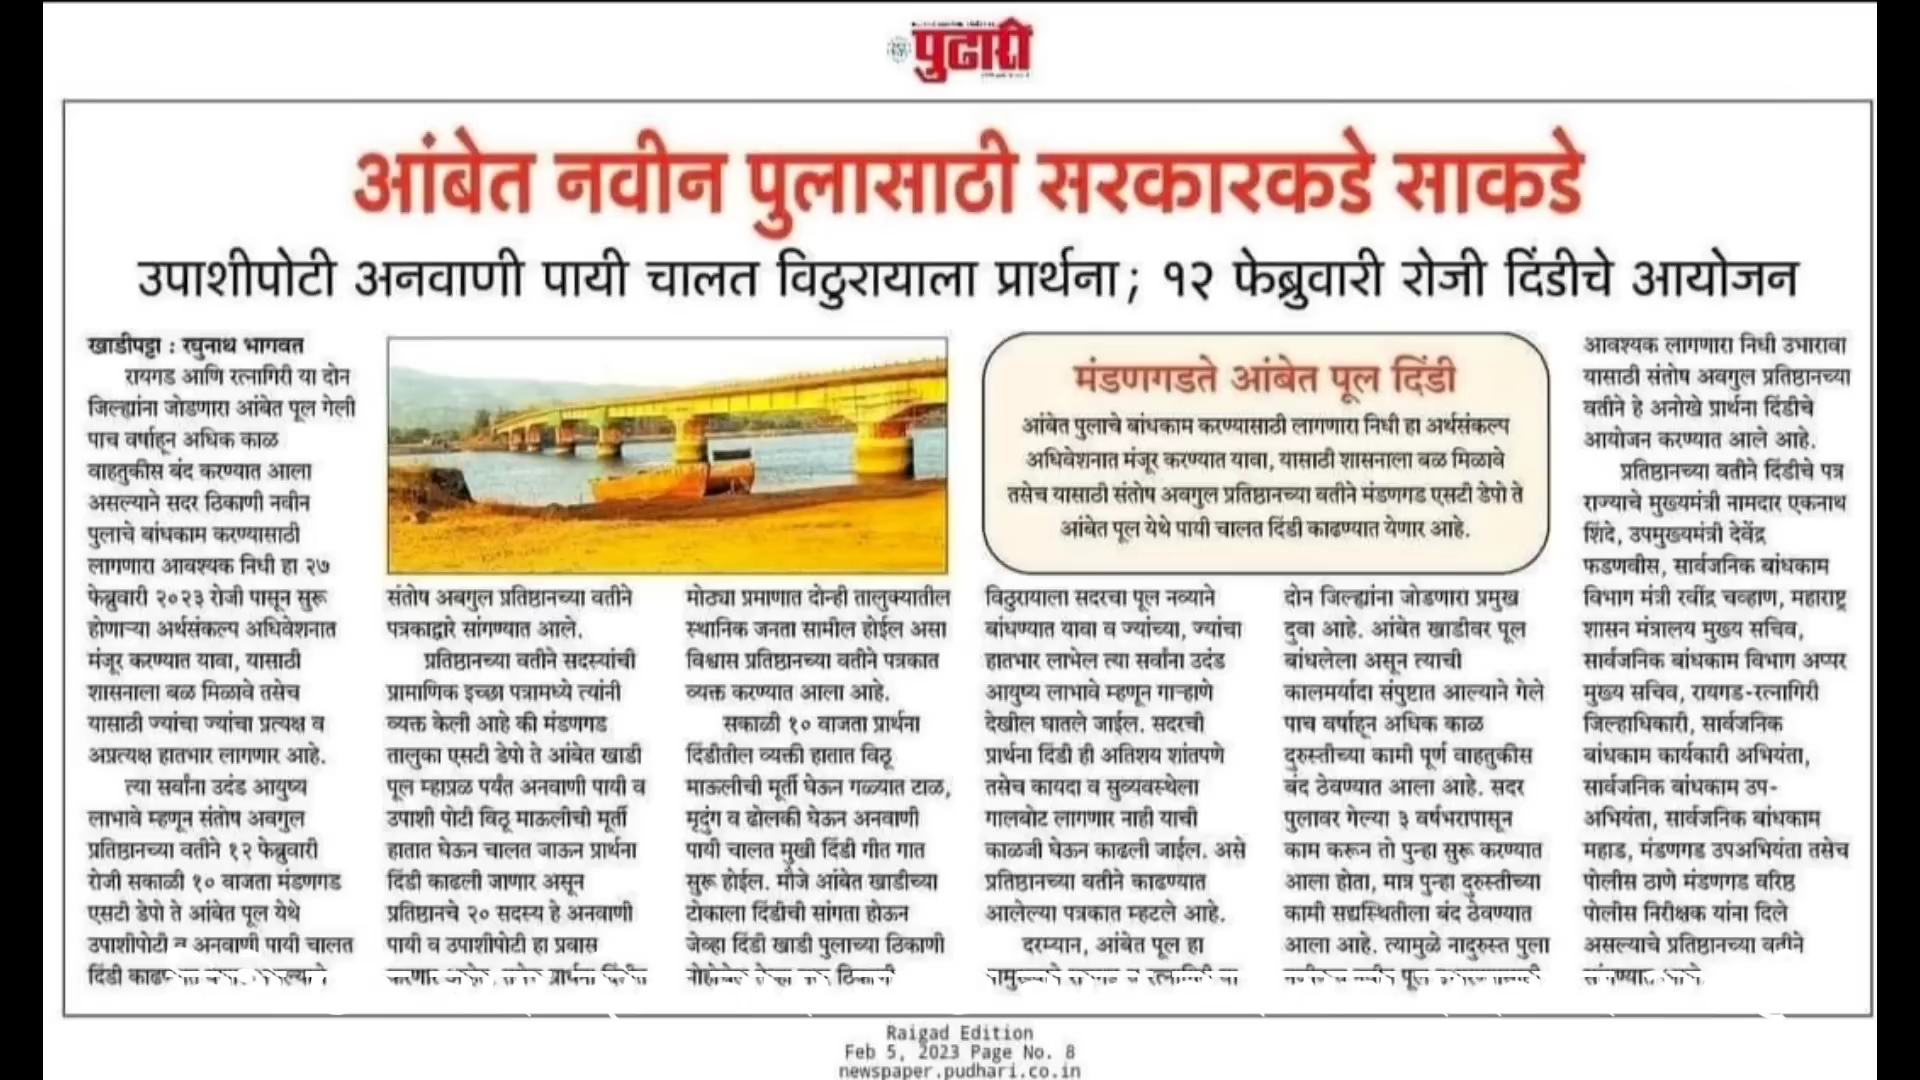 पुढारी
आंबेत नवीन पुलासाठी सरकारकडे साकडे
उपाशीपोटी अनवाणी पायी चालत विठुरायाला प्रार्थना; १२ फेब्रुवारी रोजी दिंडीचे आयोजन
खाडीपट्टा : रघुनाथ भागवत
रायगड आणि रत्नागिरी या दोन
जिल्ह्यांना जोडणारा आंबेत पूल गेली
पाच वर्षाहून अधिक काळ
वाहतुकीस बंद करण्यात आला
असल्याने सदर ठिकाणी नवीन
पुलाचे बांधकाम करण्यासाठी
लागणारा आवश्यक निधी हा २७
फेब्रुवारी २०२३ रोजी पासून सुरू
होणाऱ्या अर्थसंकल्प अधिवेशनात
मंजूर करण्यात यावा, यासाठी
शासनाला बळ मिळावे तसेच
यासाठी ज्यांचा ज्यांचा प्रत्यक्ष व
अप्रत्यक्ष हातभार लागणार आहे.
त्या सर्वांना उदंड आयुष्य
लाभावे म्हणून संतोष अवगुल
प्रतिष्ठानच्या वतीने १२ फेब्रुवारी
रोजी सकाळी १० वाजता मंडणगड
एसटी डेपो ते आंबेत पूल येथे
उपाशीपोटी व अनवाणी पायी चालत
दिंडी
संतोष अबगुल प्रतिष्ठानच्या वतीने
पत्रकाद्वारे सांगण्यात आले.
प्रतिष्ठानच्या वतीने सदस्यांची
प्रामाणिक इच्छा पत्रामध्ये त्यांनी
व्यक्त केली आहे की मंडणगड
तालुका एसटी डेपो ते आंबेत खाडी
पूल म्हाप्रळ पर्यंत अनवाणी पायी व
उपाशी पोटी विठू माऊलीची मूर्ती
हातात घेऊन चालत जाऊन प्रार्थना
दिंडी काढली जाणार असून
प्रतिष्ठानचे २० सदस्य हे अनवाणी
पायी व उपाशीपोटी हा प्रवास
प्रार्थना दिंडीत
मोठ्या प्रमाणात दोन्ही तालुक्यातील
स्थानिक जनता सामील होईल असा
विश्वास प्रतिष्ठानच्या वतीने पत्रकात
व्यक्त करण्यात आला आहे.
सकाळी १० वाजता प्रार्थना
दिंडीतील व्यक्ती हातात विठू
माऊलीची मूर्ती घेऊन गळ्यात टाळ,
मृदुंग व ढोलकी घेऊन अनवाणी
पायी चालत मुखी दिंडी गीत गात
सुरू होईल. मौजे आंबेत खाडीच्या
टोकाला दिंडीची सांगता होऊन
जेव्हा दिंडी खाडी पुलाच्या ठिकाणी
मंडणगडते आंबेत पूल दिंडी
आंबेत पुलाचे बांधकाम करण्यासाठी लागणारा निधी हा अर्थसंकल्प
अधिवेशनात मंजूर करण्यात यावा, यासाठी शासनाला बळ मिळावे
तसेच यासाठी संतोष अवगुल प्रतिष्ठानच्या वतीने मंडणगड एसटी डेपो ते
आंबेत पूल येथे पायी चालत दिंडी काढण्यात येणार आहे.
विठुरायाला सदरचा पूल नव्याने
बांधण्यात यावा व ज्यांच्या, ज्यांचा
हातभार लाभेल त्या सर्वांना उदंड
आयुष्य लाभावे म्हणून गाऱ्हाणे
देखील घातले जाईल. सदरची
प्रार्थना दिंडी ही अतिशय शांतपणे
तसेच कायदा व सुव्यवस्थेला
गालबोट लागणार नाही याची
काळजी घेऊन काढली जाईल. असे
प्रतिष्ठानच्या वतीने काढण्यात
आलेल्या पत्रकात म्हटले आहे.
दरम्यान, आंबेत पूल हा
दोन जिल्ह्यांना जोडणारा प्रमुख
दुवा आहे. आंबेत खाडीवर पूल
बांधलेला असून त्याची
कालमर्यादा संपुष्टात आल्याने गेले
पाच वर्षाहून अधिक काळ
दुरुस्तीच्या कामी पूर्ण वाहतुकीस
बंद ठेवण्यात आला आहे. सदर
पुलावर गेल्या ३ वर्षभरापासून
काम करून तो पुन्हा सुरू करण्यात
आला होता, मात्र पुन्हा दुरुस्तीच्या
कामी सद्यस्थितीला बंद ठेवण्यात
आला आहे. त्यामुळे नादुरुस्त पुला
पूल
आवश्यक लागणारा निधी उभारावा
यासाठी संतोष अवगुल प्रतिष्ठानच्या
वतीने हे अनोखे प्रार्थना दिंडीचे
आयोजन करण्यात आले आहे.
प्रतिष्ठानच्या वतीने दिंडीचे पत्र
राज्याचे मुख्यमंत्री नामदार एकनाथ
शिंदे, उपमुख्यमंत्री देवेंद्र
फडणवीस, सार्वजनिक बांधकाम
विभाग मंत्री रवींद्र चव्हाण, महाराष्ट्र
शासन मंत्रालय मुख्य सचिव,
सार्वजनिक बांधकाम विभाग अप्पर
मुख्य सचिव, रायगड-रत्नागिरी
जिल्हाधिकारी, सार्वजनिक
बांधकाम कार्यकारी अभियंता,
सार्वजनिक बांधकाम उप-
अभियंता, सार्वजनिक बांधकाम
महाड, मंडणगड उपअभियंता तसेच
पोलीस ठाणे मंडणगड वरिष्ठ
पोलीस निरीक्षक यांना दिले
असल्याचे प्रतिष्ठानच्या वतीने
Raigad Edition
Feb 5, 2023 Page No. 8
newspaper.pudhari.co.in